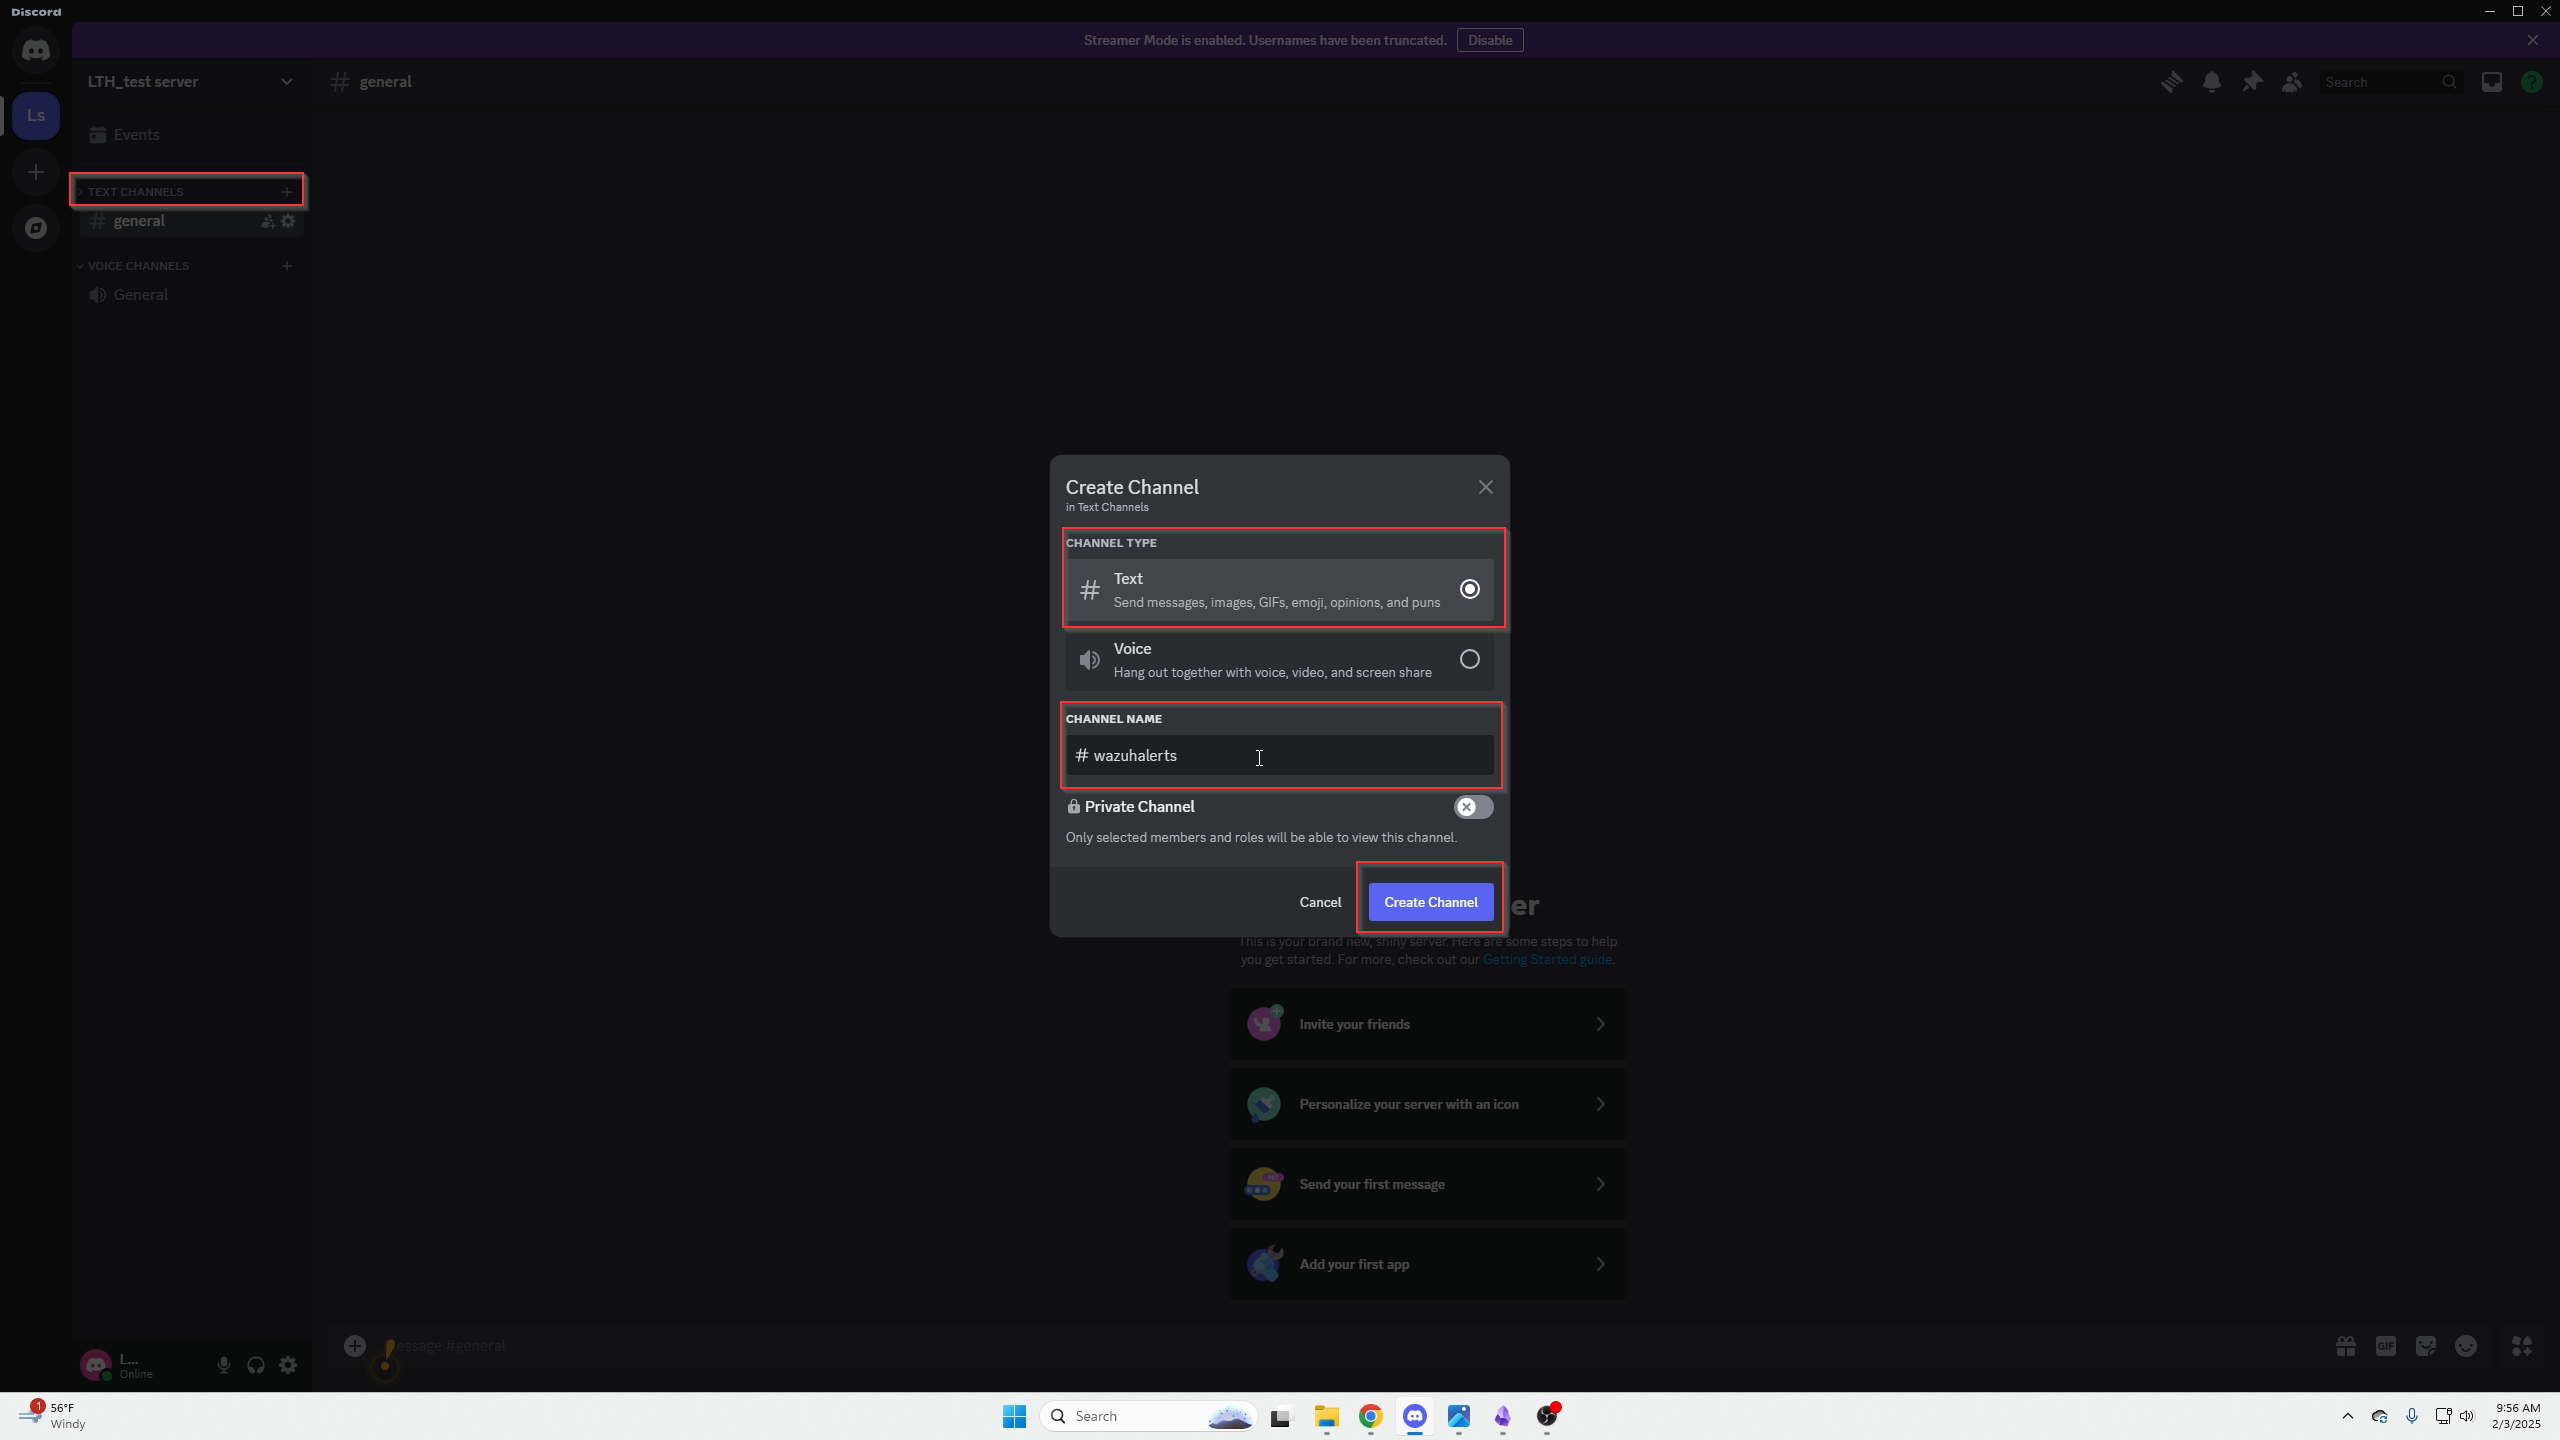 Discord
Streamer Mode is enabled. Usernames have been truncated. Disable
LTH_test server
# general
Search
Ls
Events
TEXT CHANNELS
# general
VOICE CHANNELS
General
Create Channel
in Text Channels
CHANNEL TYPE
# Text
Send messages, images, GIFs, emoji, opinions, and puns
Voice
Hang out together with voice, video, and screen share
CHANNEL NAME
# wazuhalerts
Private Channel
Only selected members and roles will be able to view this channel.
Cancel
Create Channel
er
This is your brand new, shiny server. Here are some steps to help
you get started. For more, check out our Getting Started guide.
Invite your friends
Personalize your server with an icon
Send your first message
Add your first app
essage #general
GIF
L...
Online
1
56°F
Windy
Search
9:56 AM
2/3/2025